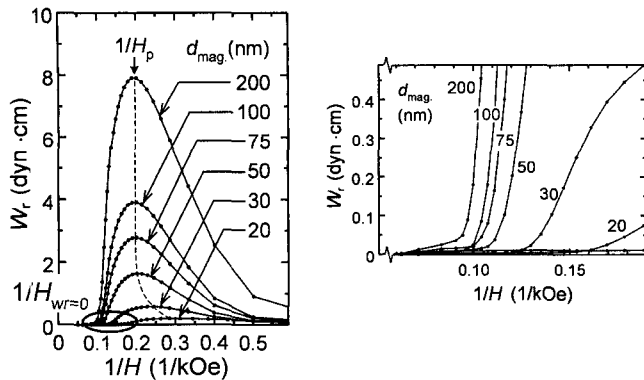 1/Hp
dmag.(nm)
200
100
75
50
30
20
10
8
6
4
2
0
Wr (dyn·cm)
1/Hwr=0
0 0.1 0.2 0.3 0.4 0.5
1/H (1/kOe)
dmag.
(nm)
200
100
75
50
30
20
0.4
0.3
0.2
0.1
0
Wr (dyn·cm)
0.10 0.15
1/H (1/kOe)